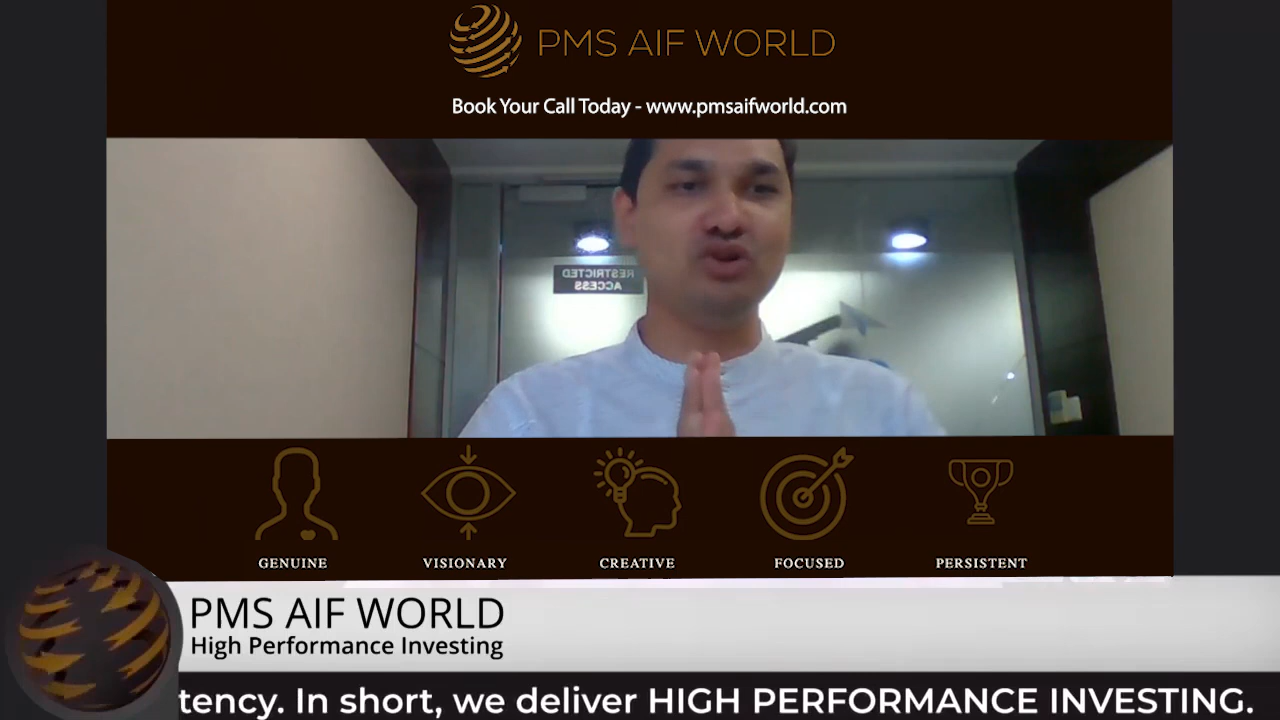 PMS AIF WORLD
Book Your Call Today - www.pmsaifworld.com
RESTRICTED
ACCESS
GENUINE VISIONARY CREATIVE FOCUSED PERSISTENT
PMS AIF WORLD
High Performance Investing
tency. In short, we deliver HIGH PERFORMANCE INVESTING.